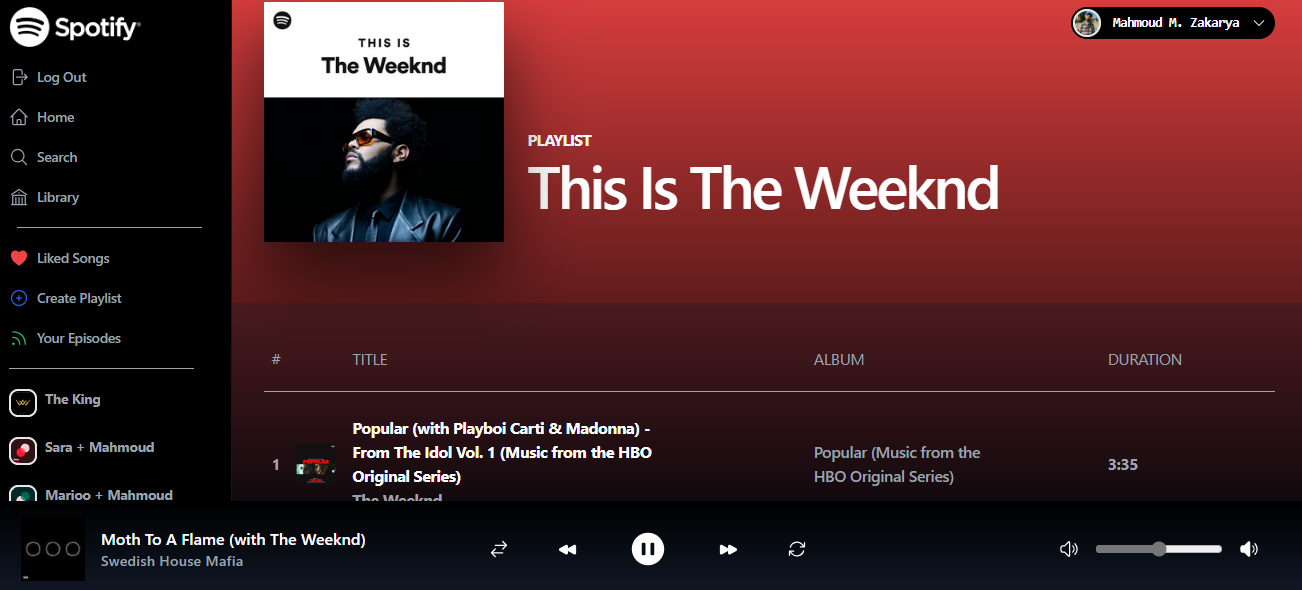 Spotify
Log Out
Home
Search
Library
Liked Songs
Create Playlist
Your Episodes
The King
Sara + Mahmoud
Marioo + Mahmoud
THIS IS
The Weeknd
Mahmoud M. Zakarya
PLAYLIST
This Is The Weeknd
# TITLE ALBUM DURATION
1
Popular (with Playboi Carti & Madonna) -
From The Idol Vol. 1 (Music from the HBO
Original Series)
The Weeknd
Popular (Music from the
HBO Original Series)
3:35
Moth To A Flame (with The Weeknd)
Swedish House Mafia